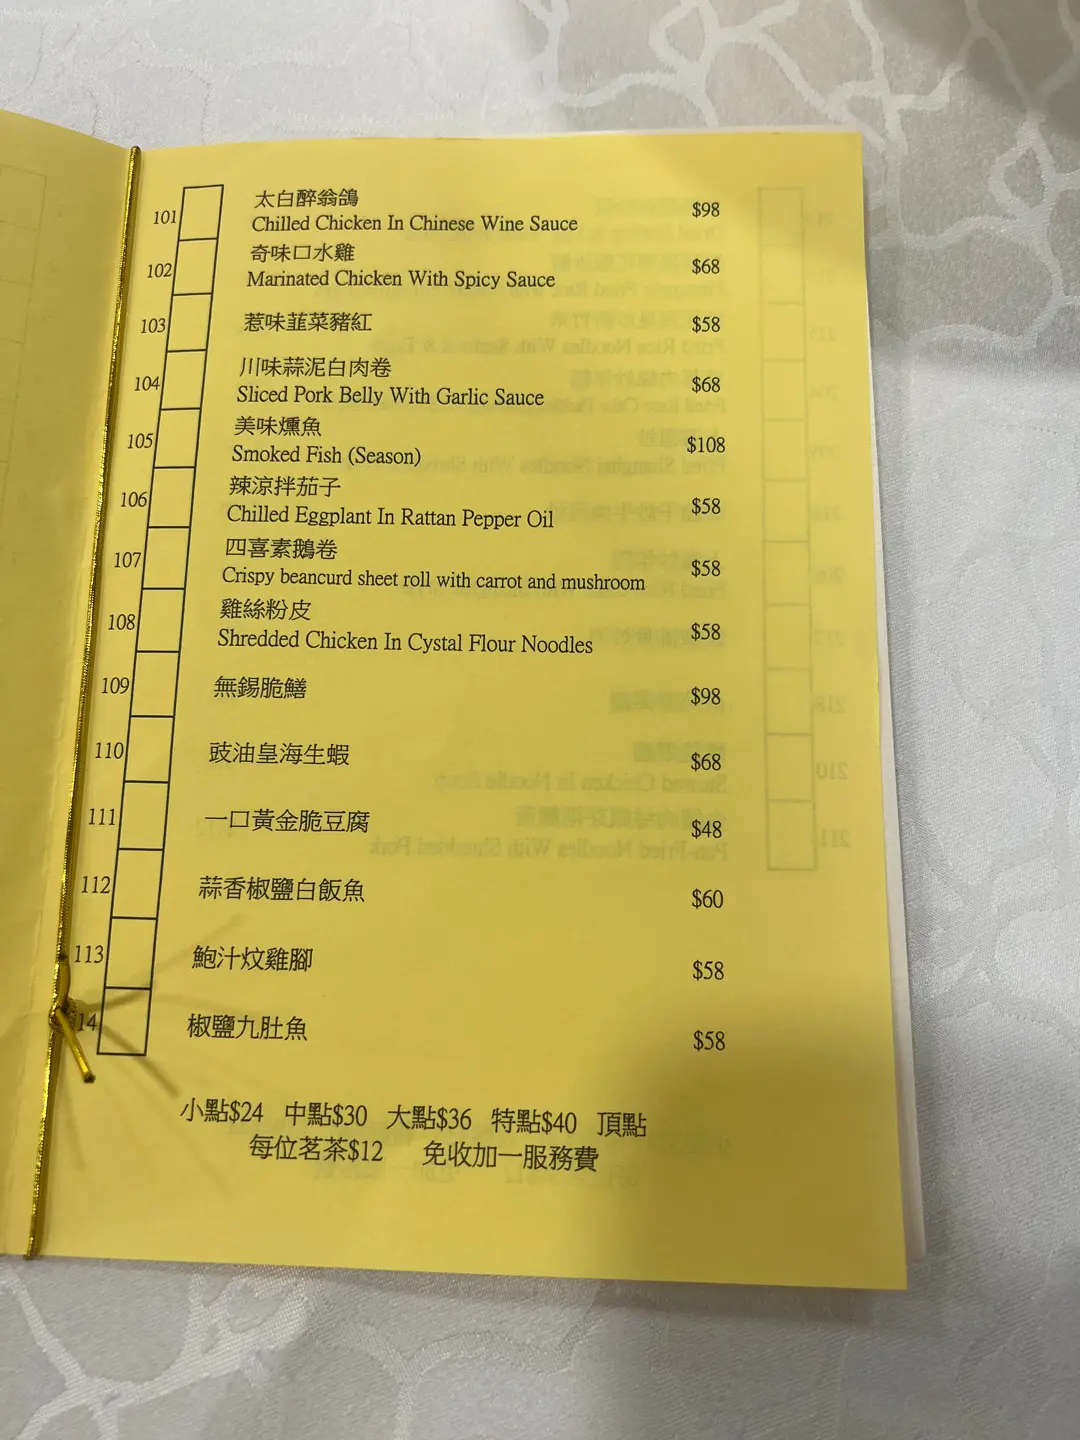 101 太白醉翁鴿 $98
Chilled Chicken In Chinese Wine Sauce
102 奇味口水雞 $68
Marinated Chicken With Spicy Sauce
103 惹味韮菜豬紅 $58
104 川味蒜泥白肉卷 $68
Sliced Pork Belly With Garlic Sauce
105 美味燻魚 $108
Smoked Fish (Season)
106 辣涼拌茄子 $58
Chilled Eggplant In Rattan Pepper Oil
107 四喜素鵝卷 $58
Crispy beancurd sheet roll with carrot and mushroom
108 雞絲粉皮 $58
Shredded Chicken In Cystal Flour Noodles
109 無錫脆鱔 $98
110 豉油皇海生蝦 $68
111 一口黃金脆豆腐 $48
112 蒜香椒鹽白飯魚 $60
113 鮑汁炆雞腳 $58
14 椒鹽九肚魚 $58
小點$24 中點$30 大點$36 特點$40 頂點
每位茗茶$12 免收加一服務費